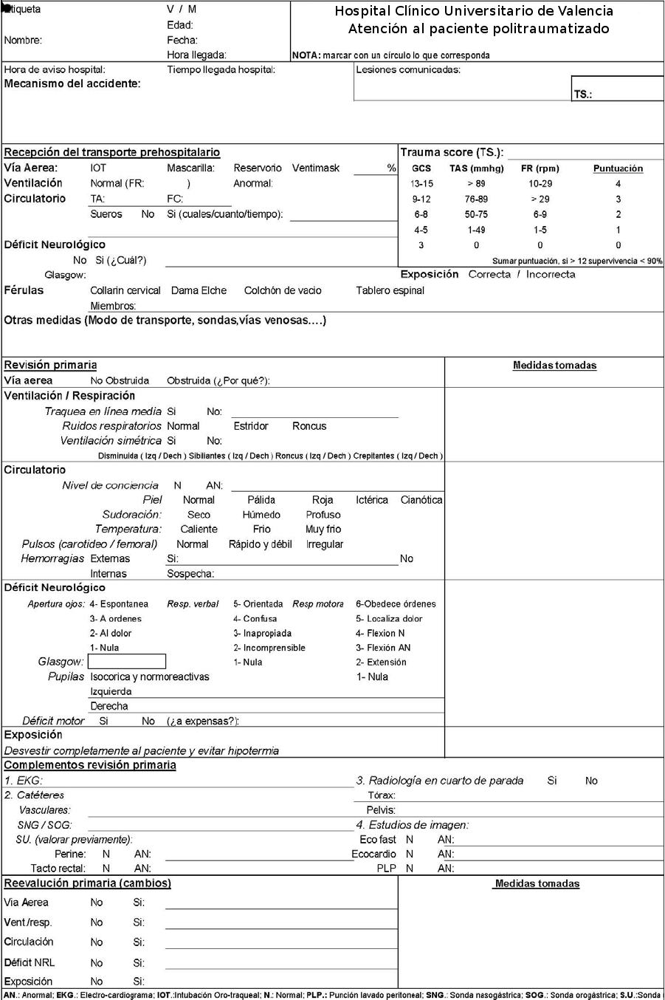 Etiqueta V / M Hospital Clínico Universitario de Valencia
Edad: Atención al paciente politraumatizado
Nombre: Fecha:
Hora llegada: NOTA: marcar con un círculo lo que corresponda
Hora de aviso hospital: Tiempo llegada hospital: Lesiones comunicadas:
Mecanismo del accidente:
TS.:
Recepción del transporte prehospitalario Trauma score (TS.):
Vía Aerea: IOT Mascarilla: Reservorio Ventimask % GCS TAS (mmhg) FR (rpm) Puntuación
Ventilación Normal (FR: ) Anormal: 13-15 > 89 10-29 4
Circulatorio TA: FC: 9-12 76-89 > 29 3
Sueros No Si (cuales/cuanto/tiempo): 6-8 50-75 6-9 2
4-5 1-49 1-5 1
Déficit Neurológico 3 0 0 0
No Si (¿Cuál?) Sumar puntuación, si > 12 supervivencia < 90%
Glasgow: Exposición Correcta / Incorrecta
Férulas Collarin cervical Dama Elche Colchón de vacio Tablero espinal
Miembros:
Otras medidas (Modo de transporte, sondas,vías venosas....)
Revisión primaria Medidas tomadas
Vía aerea No Obstruida Obstruida (¿Por qué?):
Ventilación / Respiración
Traquea en línea media Si No:
Ruidos respiratorios Normal Estridor Roncus
Ventilación simétrica Si No:
Disminuida ( Izq / Dech ) Sibiliantes ( Izq / Dech ) Roncus ( Izq / Dech ) Crepitantes ( Izq / Dech )
Circulatorio
Nivel de conciencia N AN:
Piel Normal Pálida Roja Ictérica Cianótica
Sudoración: Seco Húmedo Profuso
Temperatura: Caliente Frio Muy frio
Pulsos (carotideo / femoral) Normal Rápido y débil Irregular
Hemorragias Externas Si: No
Internas Sospecha:
Déficit Neurológico
Apertura ojos: 4- Espontanea Resp. verbal 5- Orientada Resp motora 6-Obedece órdenes
3- A ordenes 4- Confusa 5- Localiza dolor
2- Al dolor 3- Inapropiada 4- Flexion N
1- Nula 2- Incomprensible 3- Flexión AN
Glasgow: 1- Nula 2- Extensión
Pupilas Isocorica y normoreactivas 1- Nula
Izquierda
Derecha
Déficit motor Si No (¿a expensas?):
Exposición
Desvestir completamente al paciente y evitar hipotermia
Complementos revisión primaria
1. EKG: 3. Radiología en cuarto de parada Si No
2. Catéteres Tórax:
Vasculares: Pelvis:
SNG / SOG: 4. Estudios de imagen:
SU. (valorar previamente): Eco fast N AN:
Perine: N AN: Ecocardio N AN:
Tacto rectal: N AN: PLP N AN:
Reevalución primaria (cambios) Medidas tomadas
Via Aerea No Si:
Vent./resp. No Si:
Circulación No Si:
Déficit NRL No Si:
Exposición No Si:
AN.: Anormal; EKG.: Electro-cardiograma; IOT.:Intubación Oro-traqueal; N.: Normal; PLP.: Punción lavado peritoneal; SNG.: Sonda nasogástrica; SOG.: Sonda orogástrica; S.U.:Sonda